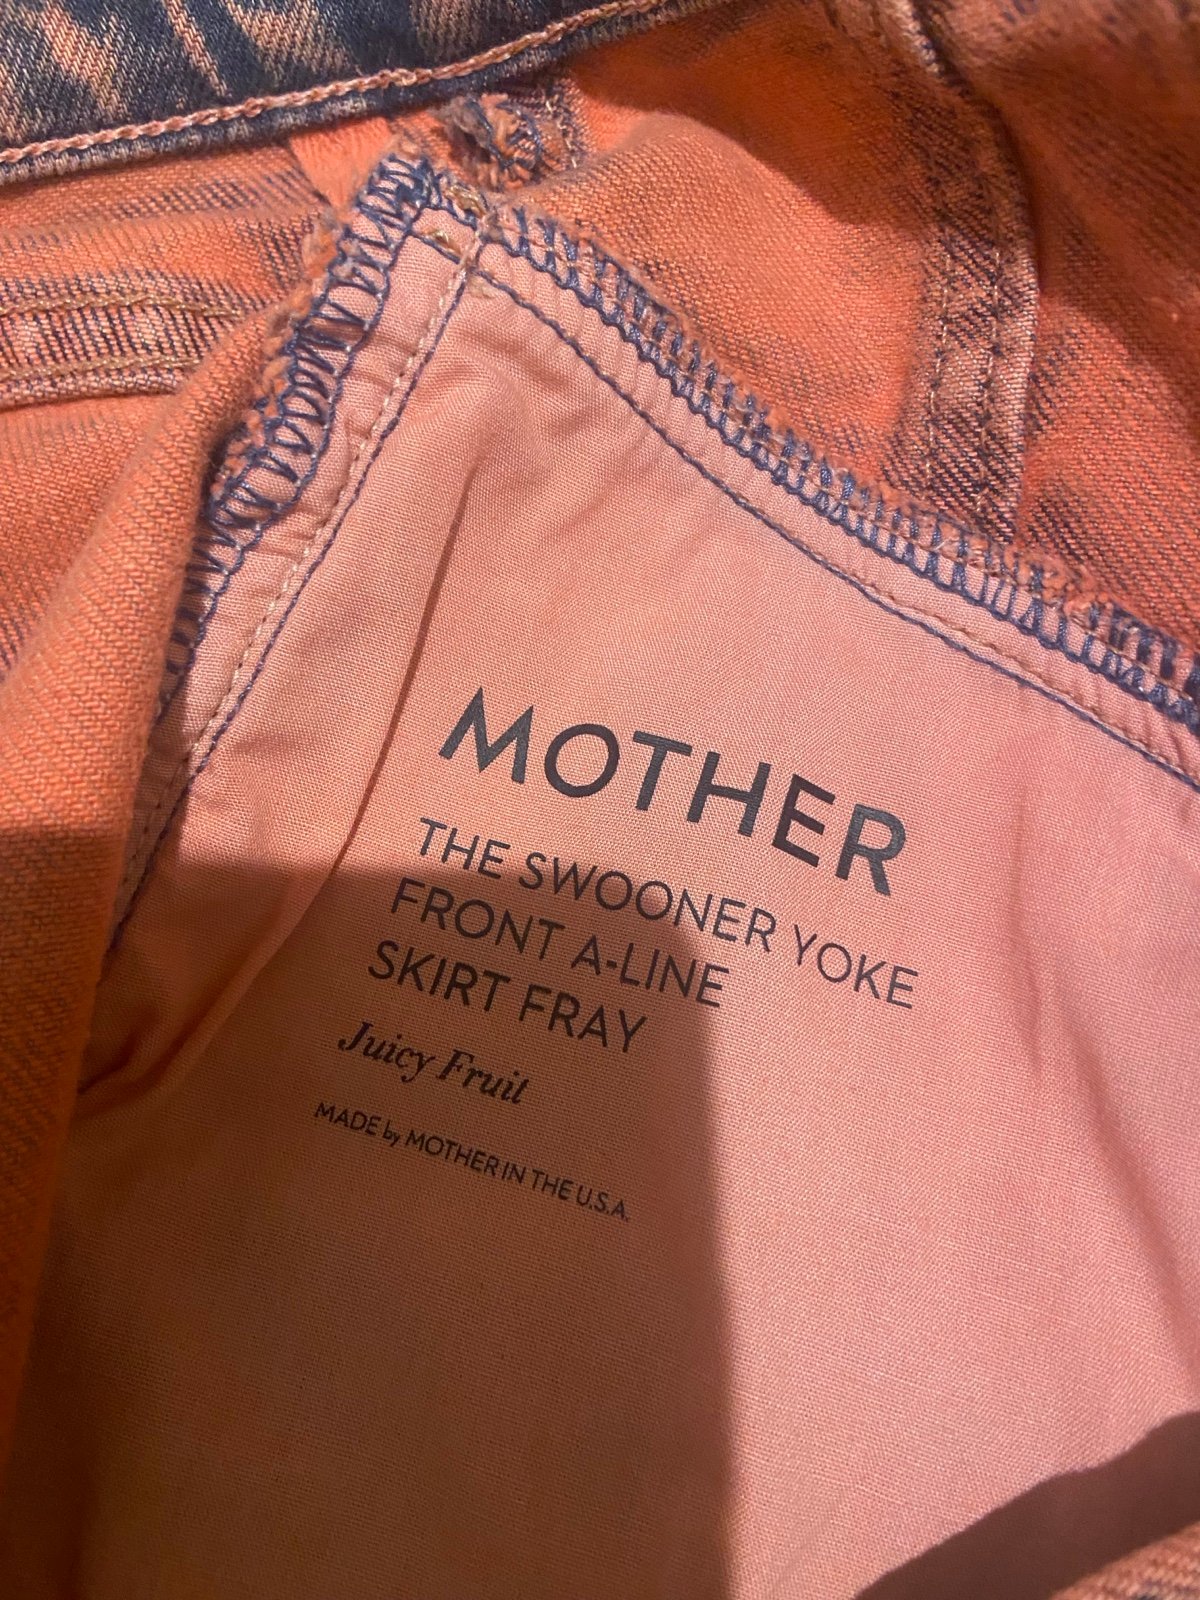 MOTHER
THE SWOONER YOKE
FRONT A-LINE
SKIRT FRAY
Juicy Fruit
MADE by MOTHER IN THE U.S.A.